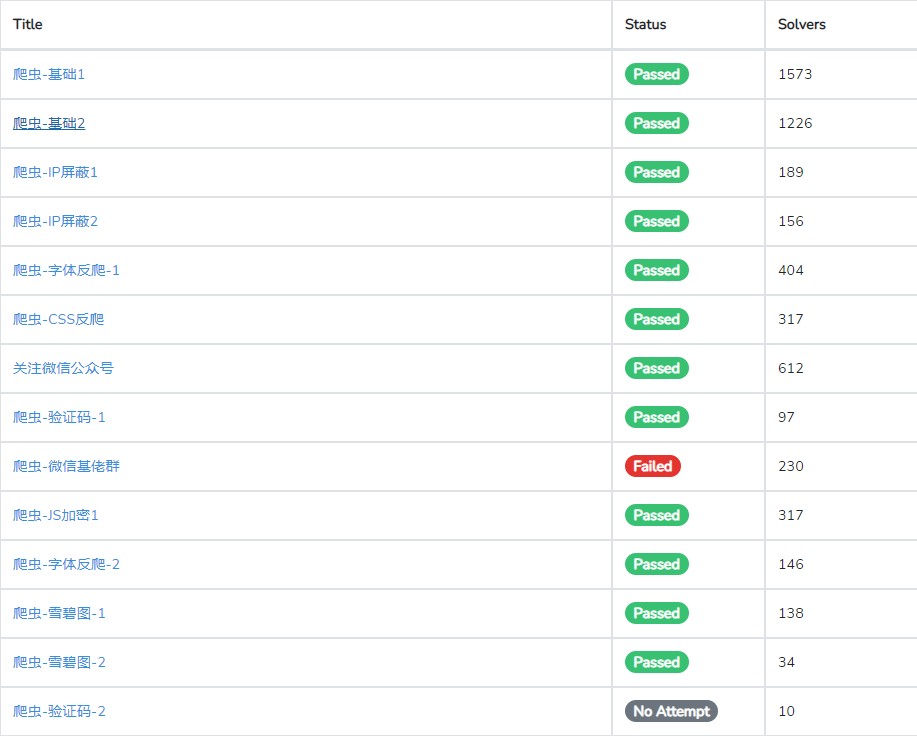 Title Status Solvers
爬虫-基础1 Passed 1573
爬虫-基础2 Passed 1226
爬虫-IP屏蔽1 Passed 189
爬虫-IP屏蔽2 Passed 156
爬虫-字体反爬-1 Passed 404
爬虫-CSS反爬 Passed 317
关注微信公众号 Passed 612
爬虫-验证码-1 Passed 97
爬虫-微信基佬群 Failed 230
爬虫-JS加密1 Passed 317
爬虫-字体反爬-2 Passed 146
爬虫-雪碧图-1 Passed 138
爬虫-雪碧图-2 Passed 34
爬虫-验证码-2 No Attempt 10